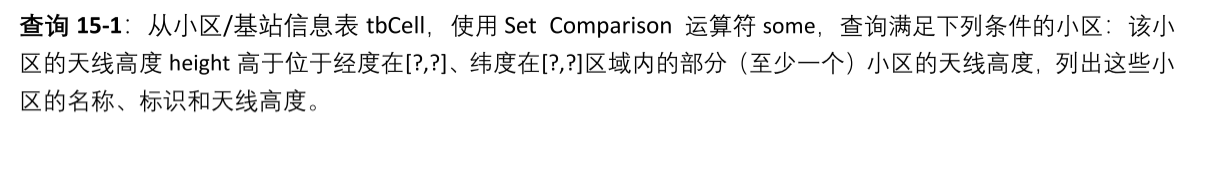 查询 15-1：从小区/基站信息表 tbCell，使用 Set Comparison 运算符 some，查询满足下列条件的小区：该小
区的天线高度 height 高于位于经度在[?,?]、纬度在[?,?]区域内的部分（至少一个）小区的天线高度，列出这些小
区的名称、标识和天线高度。